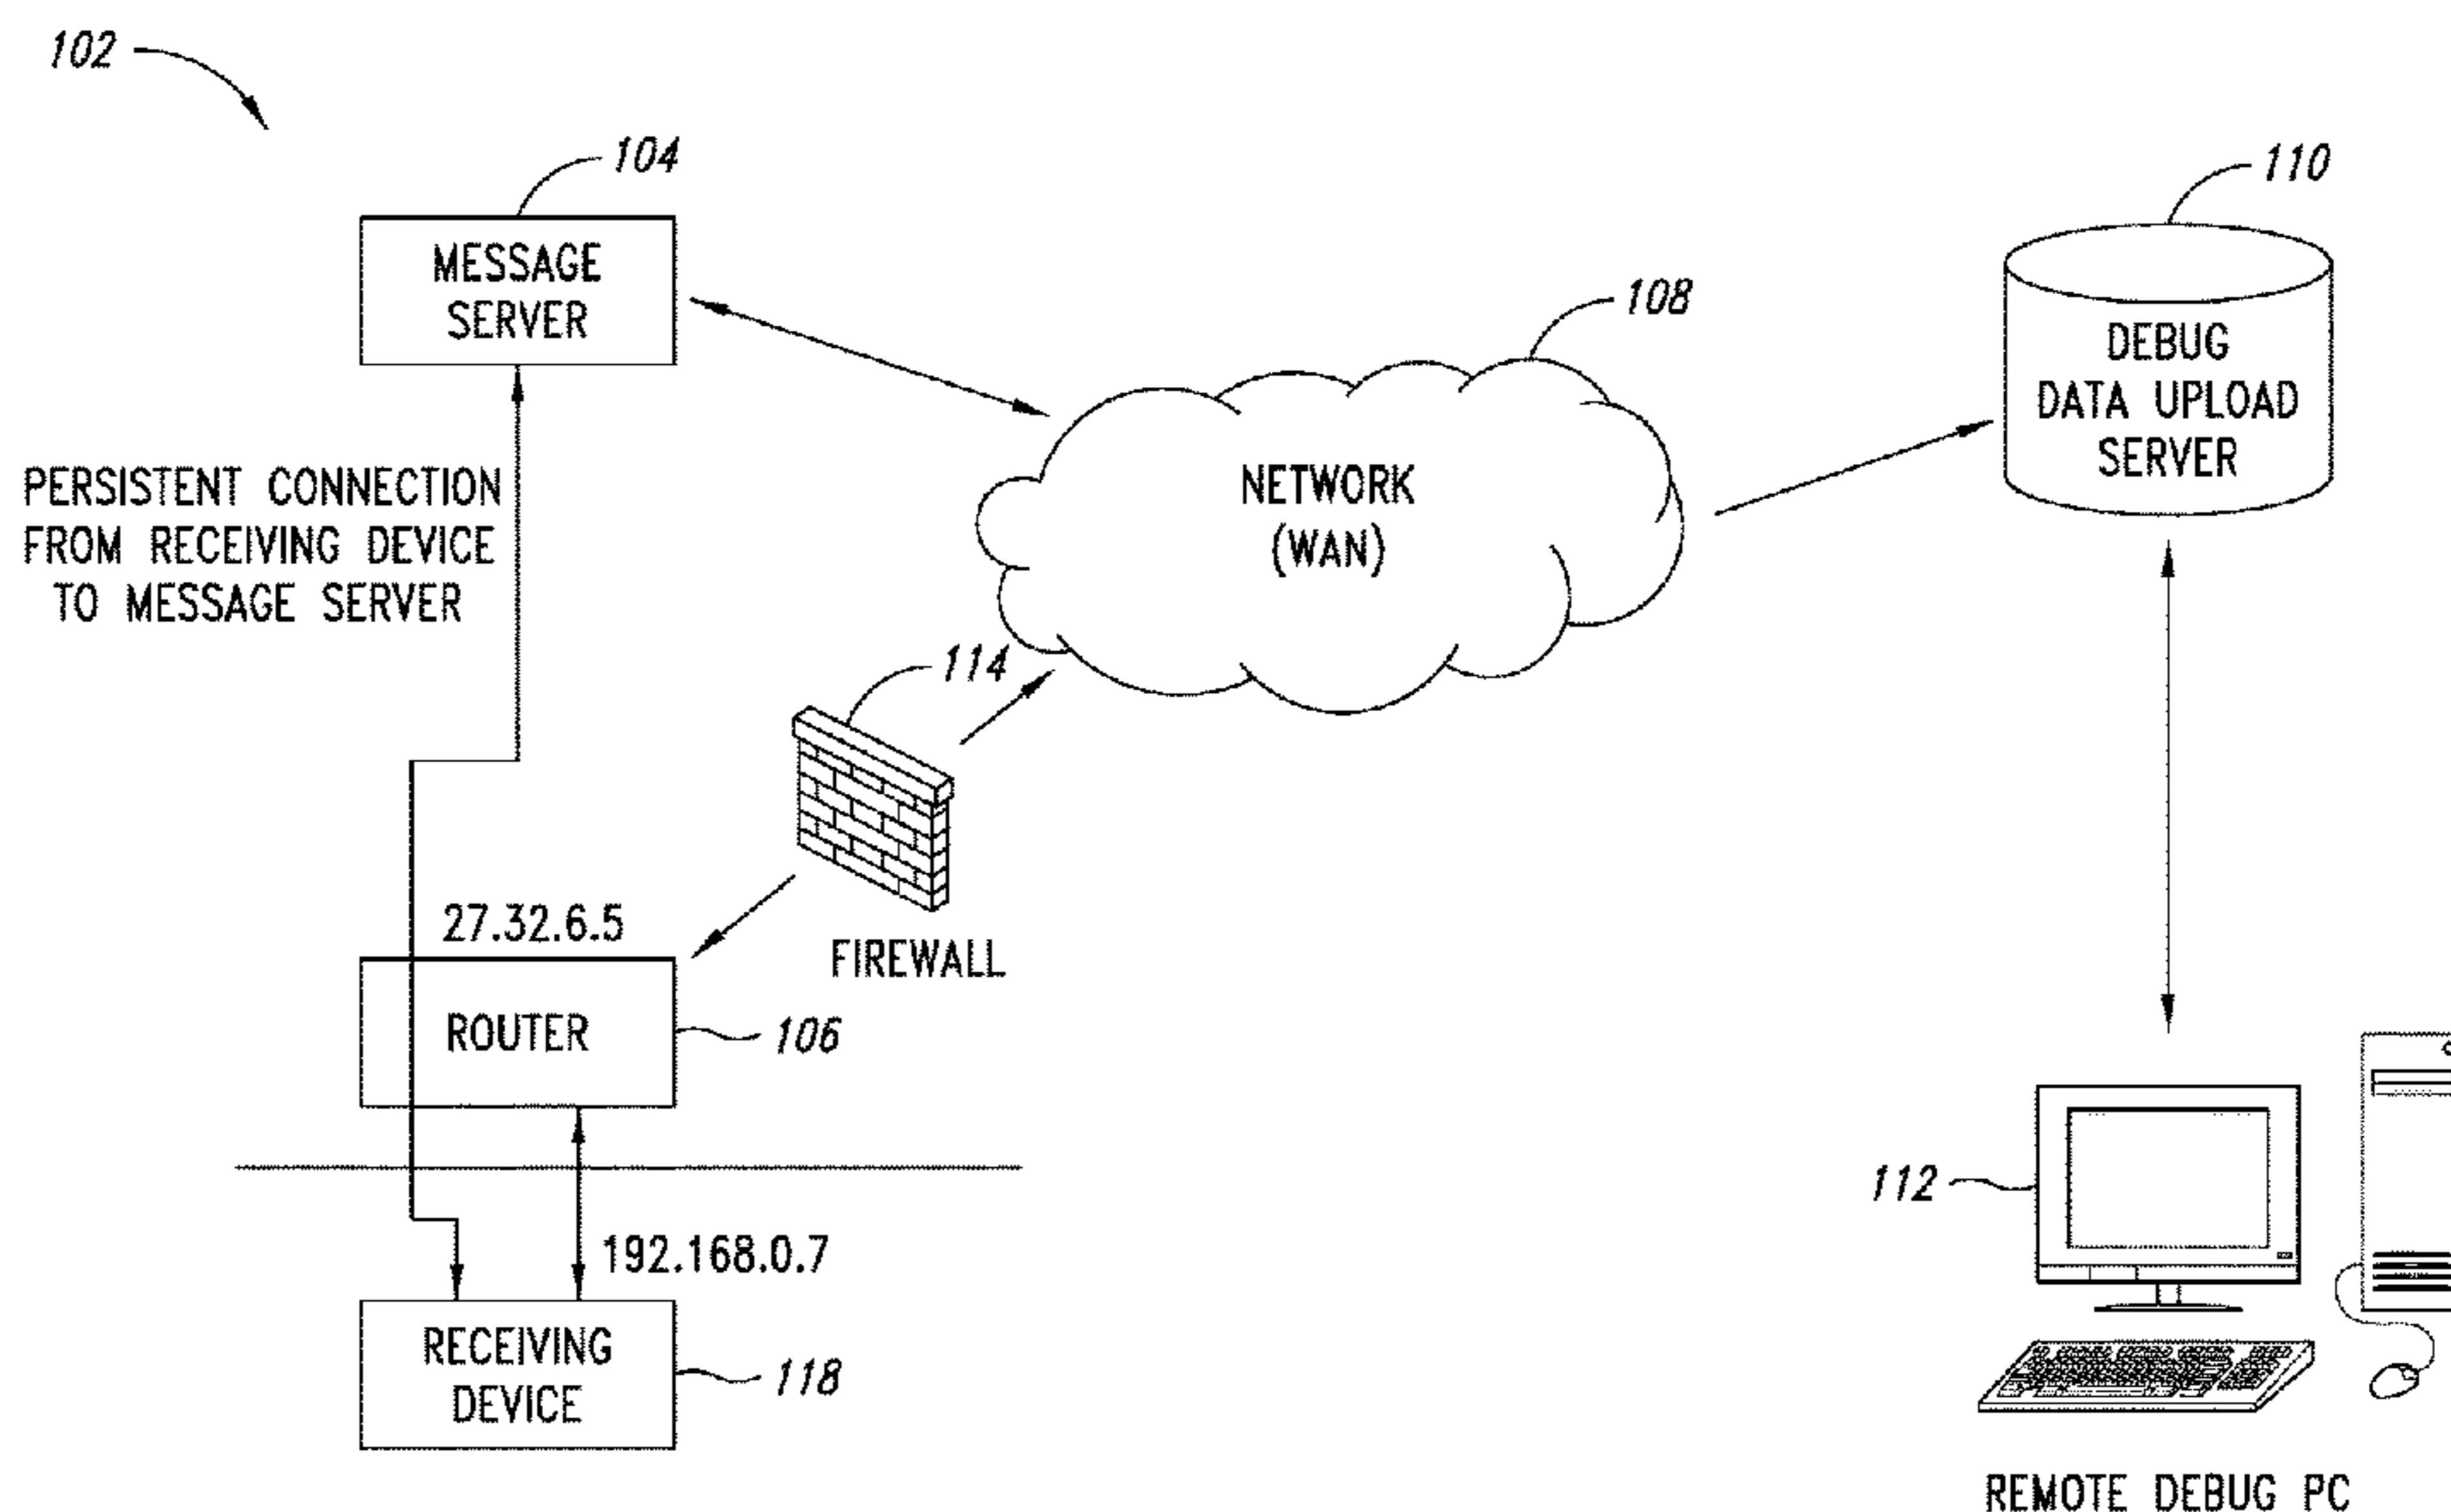 102
104
MESSAGE
SERVER
110
DEBUG
DATA UPLOAD
SERVER
108
NETWORK
(WAN)
PERSISTENT CONNECTION
FROM RECEIVING DEVICE
TO MESSAGE SERVER
114
FIREWALL
27.32.6.5
ROUTER
106
192.168.0.7
RECEIVING
DEVICE
118
112
REMOTE DEBUG PC